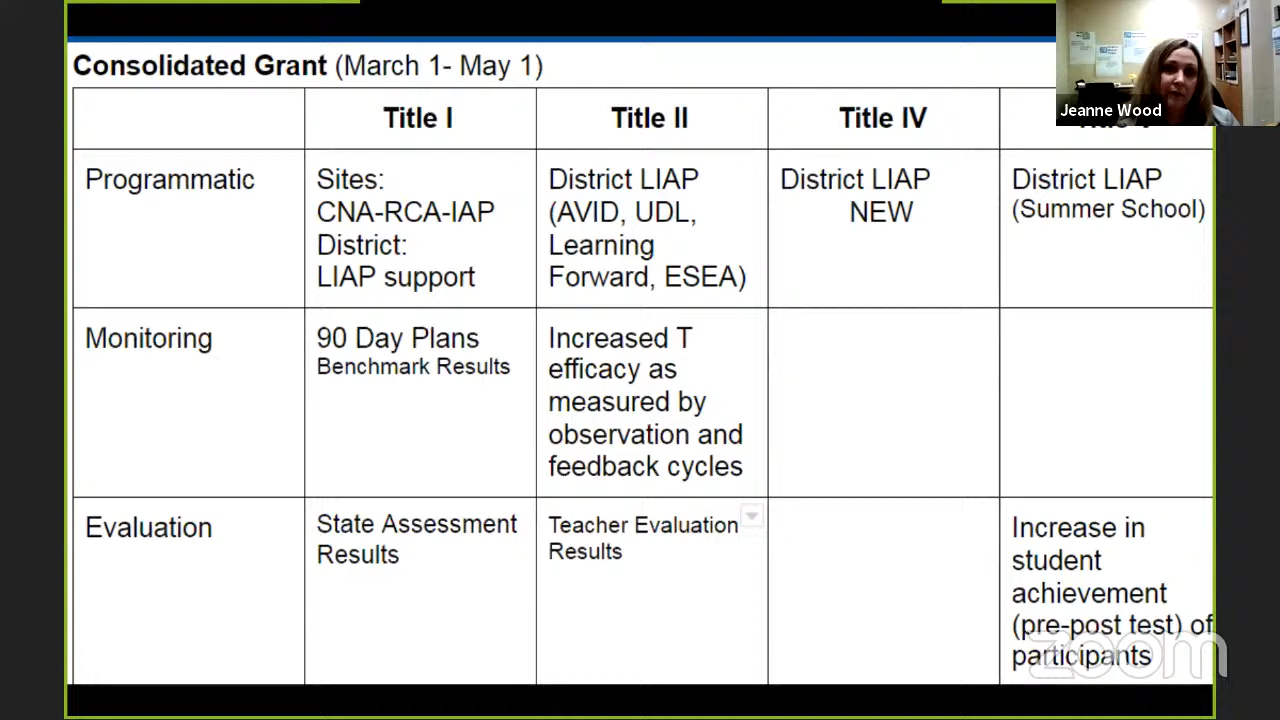 Consolidated Grant (March 1- May 1)
Jeanne Wood
Title I
Title II
Title IV
Programmatic
Sites:
CNA-RCA-IAP
District:
LIAP support
District LIAP
(AVID, UDL,
Learning
Forward, ESEA)
District LIAP
NEW
District LIAP
(Summer School)
Monitoring
90 Day Plans
Benchmark Results
Increased T
efficacy as
measured by
observation and
feedback cycles
Evaluation
State Assessment
Results
Teacher Evaluation
Results
Increase in
student
achievement
(pre-post test) of
participants
zoom